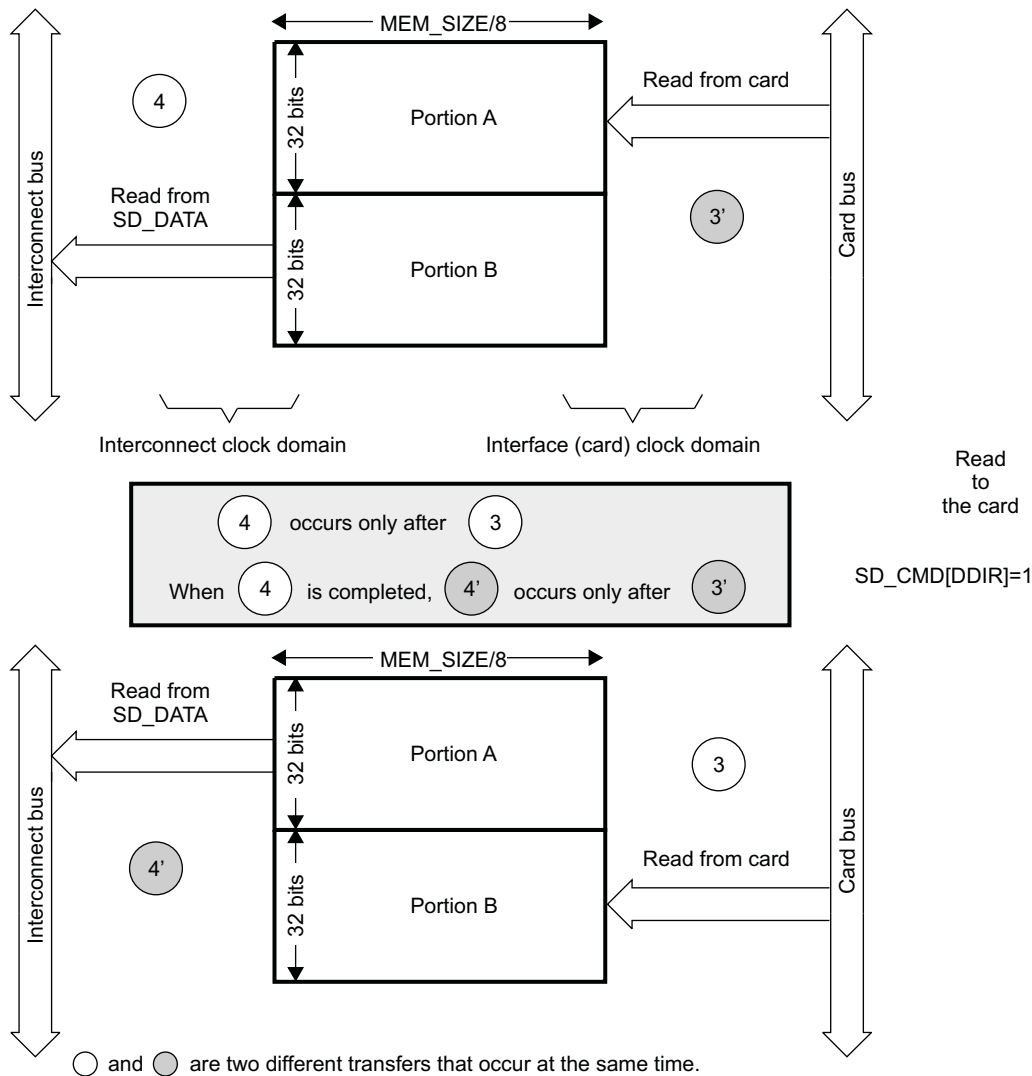 MEM_SIZE/8
4
32 bits
Portion A
Read from card
Interconnect bus
Read from
SD_DATA
32 bits
Portion B
3’
Card bus
Interconnect clock domain
Interface (card) clock domain
Read
to
the card
4 occurs only after 3
When 4 is completed, 4’ occurs only after 3’
SD_CMD[DDIR]=1
MEM_SIZE/8
Read from
SD_DATA
32 bits
Portion A
3
Interconnect bus
4’
32 bits
Portion B
Read from card
Card bus
and are two different transfers that occur at the same time.